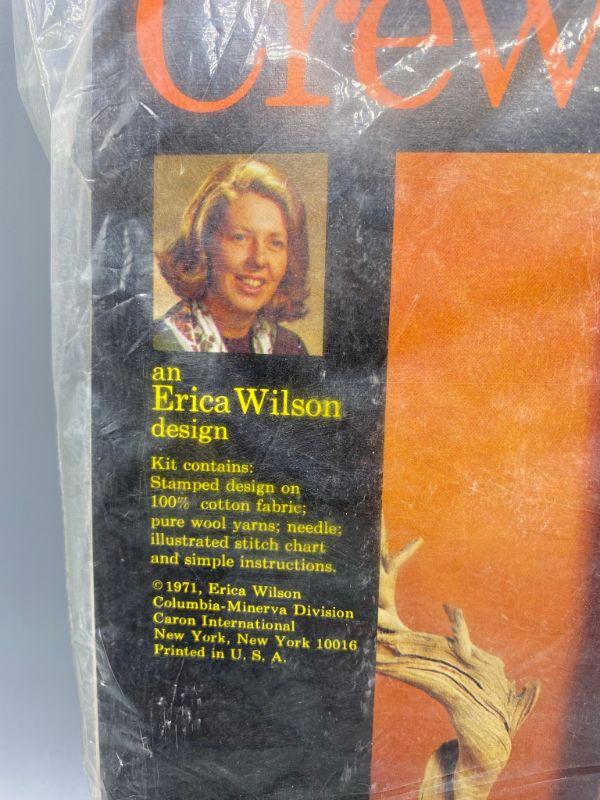 Crew
an
Erica Wilson
design
Kit contains:
Stamped design on
100% cotton fabric;
pure wool yarns; needle;
illustrated stitch chart
and simple instructions.
© 1971, Erica Wilson
Columbia-Minerva Division
Caron International
New York, New York 10016
Printed in U. S. A.